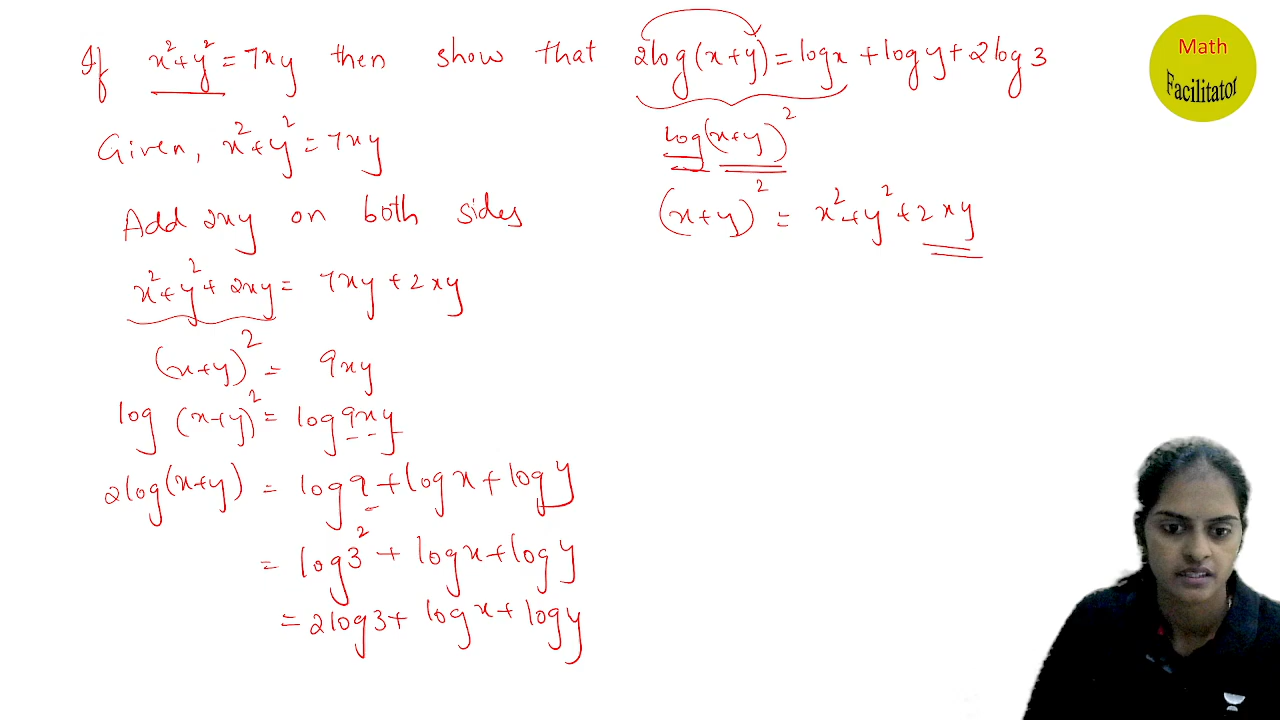 If x²+y²=7xy then show that 2log(x+y)=logx+logy+2log3
Math
Facilitator
Given, x²+y²=7xy
log(x+y)²
Add 2xy on both sides
(x+y)² = x²+y²+2xy
x²+y²+2xy= 7xy+2xy
(x+y)² = 9xy
log (x+y)² = log9xy
2log(x+y) = log9+logx+logy
= log3²+logx+logy
= 2log3+logx+logy